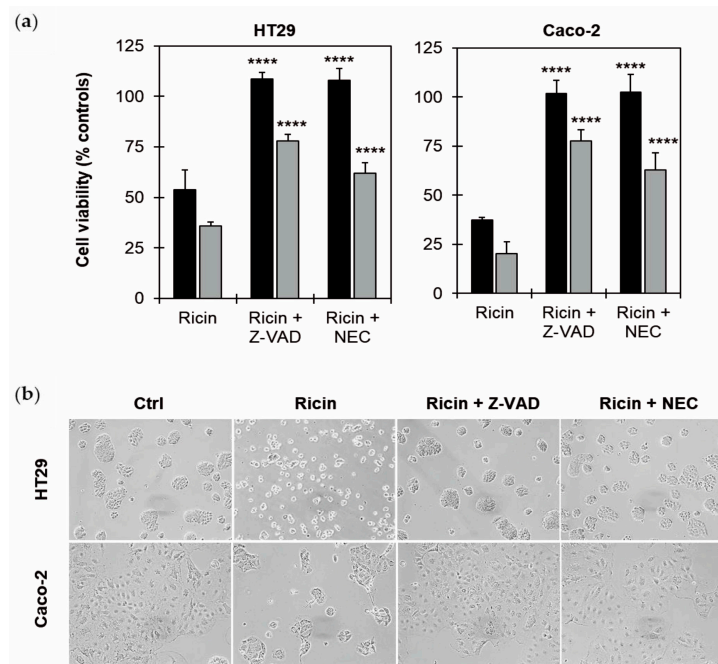 (a)
HT29
Caco-2
Cell viability (% controls)
125
100
75
50
25
0
**** **** **** ****
Ricin
Ricin +
Z-VAD
Ricin +
NEC
125
100
75
50
25
0
**** **** **** ****
Ricin
Ricin +
Z-VAD
Ricin +
NEC
(b)
Ctrl
Ricin
Ricin + Z-VAD
Ricin + NEC
HT29
Caco-2